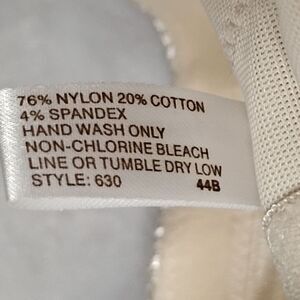 76% NYLON 20% COTTON
4% SPANDEX
HAND WASH ONLY
NON-CHLORINE BLEACH
LINE OR TUMBLE DRY LOW
STYLE: 630 44B